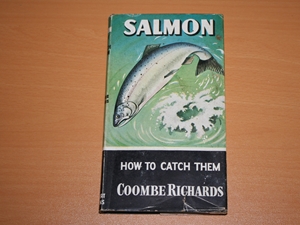 SALMON
HOW TO CATCH THEM
COOMBE RICHARDS